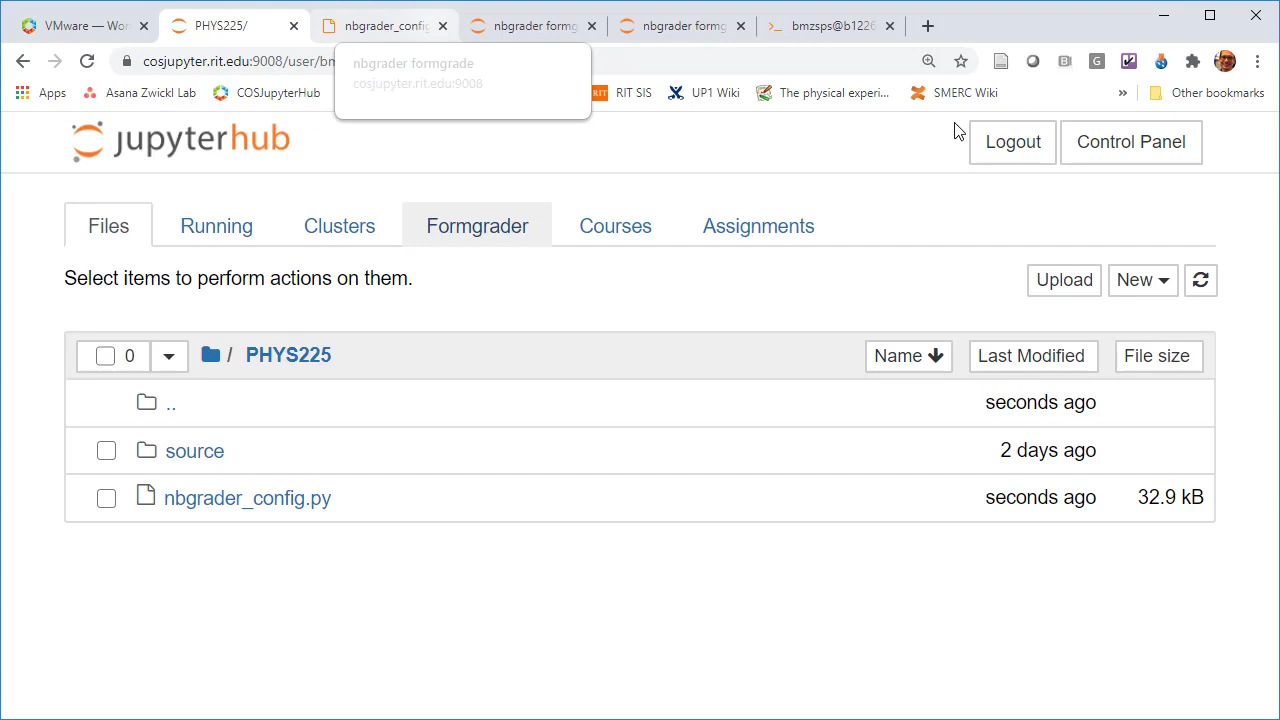 VMware — Wor
PHYS225/
nbgrader_config
nbgrader formg
nbgrader formg
bmzsps@b1226
cosjupyter.rit.edu:9008/user/bm
nbgrader formgrade
cosjupyter.rit.edu:9008
Apps
Asana Zwickl Lab
COSJupyterHub
RIT
RIT SIS
UP1 Wiki
The physical experi...
SMERC Wiki
»
Other bookmarks
jupyterhub
Logout
Control Panel
Files
Running
Clusters
Formgrader
Courses
Assignments
Select items to perform actions on them.
Upload
New
0
/ PHYS225
Name
Last Modified
File size
..
seconds ago
source
2 days ago
nbgrader_config.py
seconds ago
32.9 kB